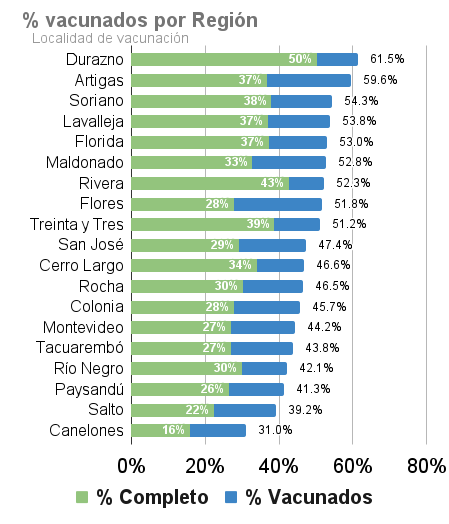 % vacunados por Región
Localidad de vacunación
Durazno 50% 61.5%
Artigas 37% 59.6%
Soriano 38% 54.3%
Lavalleja 37% 53.8%
Florida 37% 53.0%
Maldonado 33% 52.8%
Rivera 43% 52.3%
Flores 28% 51.8%
Treinta y Tres 39% 51.2%
San José 29% 47.4%
Cerro Largo 34% 46.6%
Rocha 30% 46.5%
Colonia 28% 45.7%
Montevideo 27% 44.2%
Tacuarembó 27% 43.8%
Río Negro 30% 42.1%
Paysandú 26% 41.3%
Salto 22% 39.2%
Canelones 16% 31.0%
0% 20% 40% 60% 80%
% Completo % Vacunados